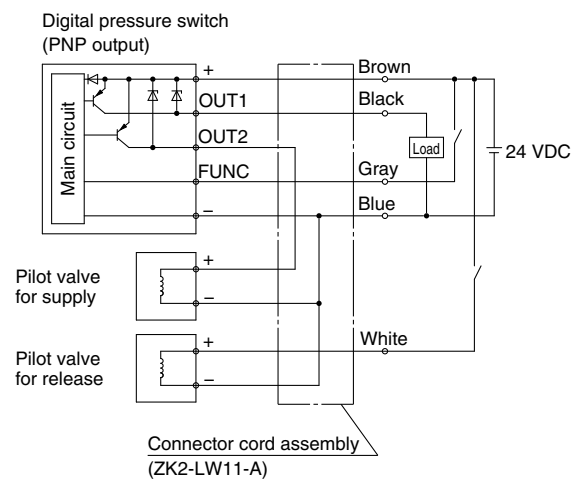 Digital pressure switch
(PNP output)
Main circuit
+
OUT1
OUT2
FUNC
–
Brown
Black
Gray
Blue
Load
24 VDC
Pilot valve
for supply
+
–
Pilot valve
for release
+
–
White
Connector cord assembly
(ZK2-LW11-A)